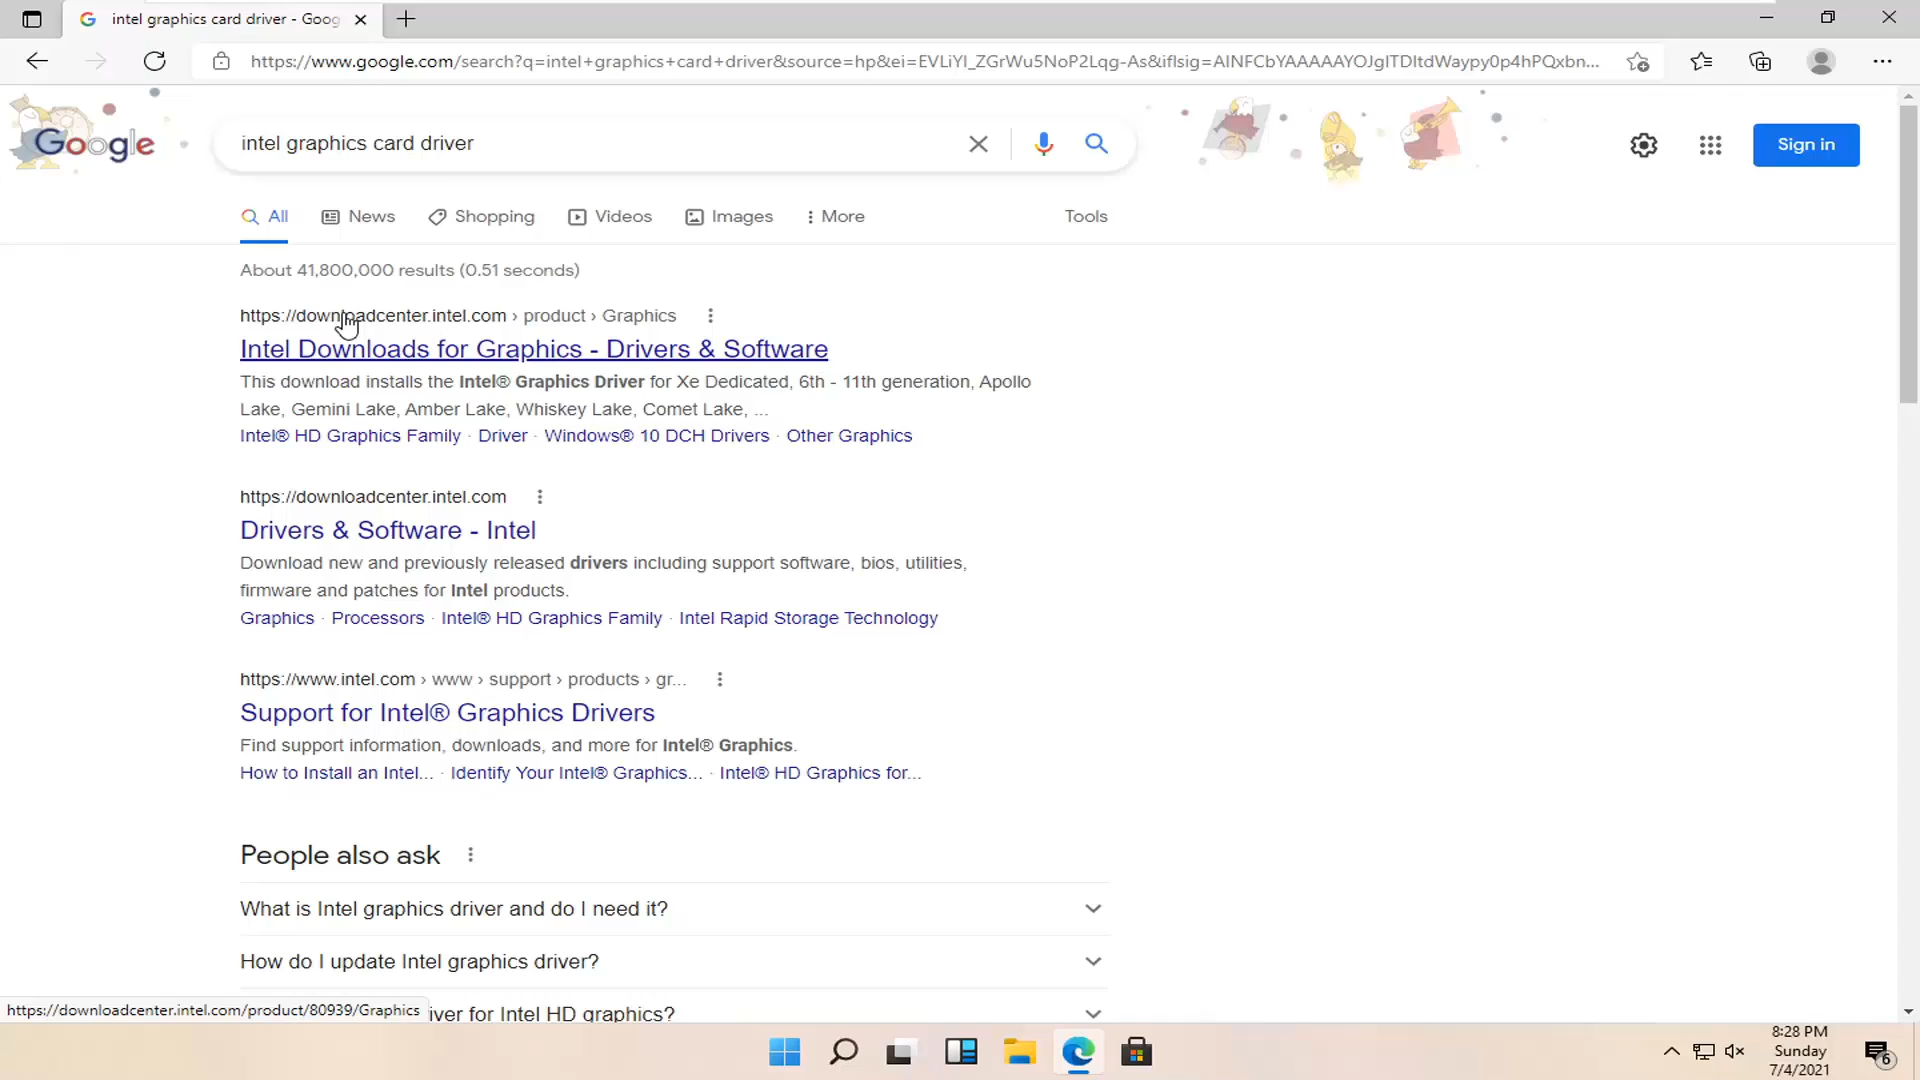 intel graphics card driver - Goog
https://www.google.com/search?q=intel+graphics+card+driver&source=hp&ei=EVLiYI_ZGrWu5NoP2Lqg-As&iflsig=AINFCbYAAAAAYOJgITDItdWaypy0p4hPQxbn...
Google
intel graphics card driver
Sign in
All News Shopping Videos Images More Tools
About 41,800,000 results (0.51 seconds)
https://downloadcenter.intel.com › product › Graphics
Intel Downloads for Graphics - Drivers & Software
This download installs the Intel® Graphics Driver for Xe Dedicated, 6th - 11th generation, Apollo
Lake, Gemini Lake, Amber Lake, Whiskey Lake, Comet Lake, ...
Intel® HD Graphics Family · Driver · Windows® 10 DCH Drivers · Other Graphics
https://downloadcenter.intel.com
Drivers & Software - Intel
Download new and previously released drivers including support software, bios, utilities,
firmware and patches for Intel products.
Graphics · Processors · Intel® HD Graphics Family · Intel Rapid Storage Technology
https://www.intel.com › www › support › products › gr...
Support for Intel® Graphics Drivers
Find support information, downloads, and more for Intel® Graphics.
How to Install an Intel... · Identify Your Intel® Graphics... · Intel® HD Graphics for...
People also ask
What is Intel graphics driver and do I need it?
How do I update Intel graphics driver?
iver for Intel HD graphics?
https://downloadcenter.intel.com/product/80939/Graphics
8:28 PM
Sunday
7/4/2021
6